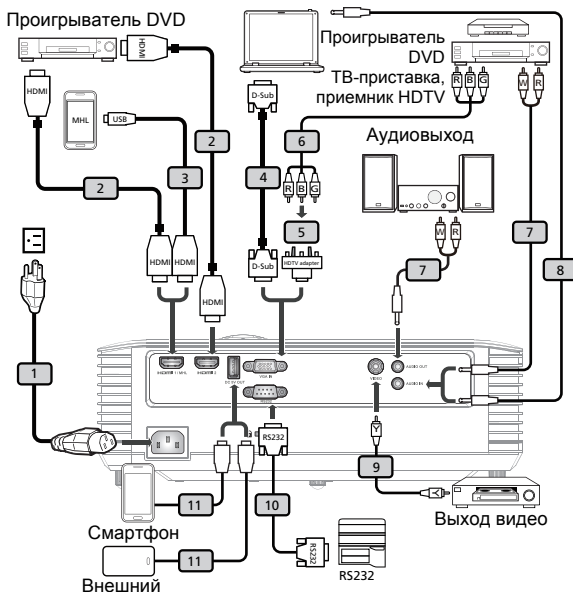 Проигрыватель DVD
HDMI
HDMI
MHL
USB
D-Sub
Проигрыватель
DVD
ТВ-приставка,
приемник HDTV
R B G
W R
Аудиовыход
2
3
2
4
6
R B G
5
7
8
W R
7
HDMI
HDMI
HDMI
D-Sub
HDTV adapter
1
HDMI 1 / MHL
HDMI 2
DC 5V OUT
VGA IN
VIDEO
AUDIO OUT
AUDIO IN
RS232
Y
9
Y
11
10
Смартфон
Выход видео
11
RS232
RS232
Внешний